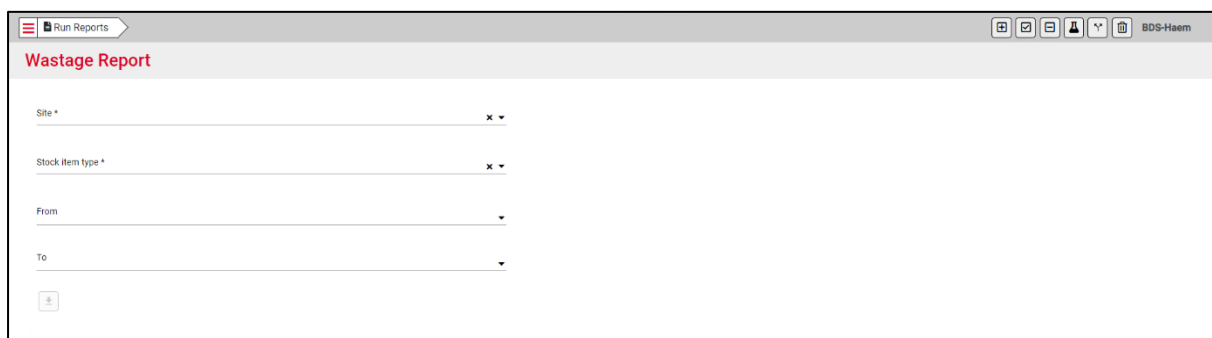 Run Reports BDS-Haem
Wastage Report
Site *
Stock item type *
From
To